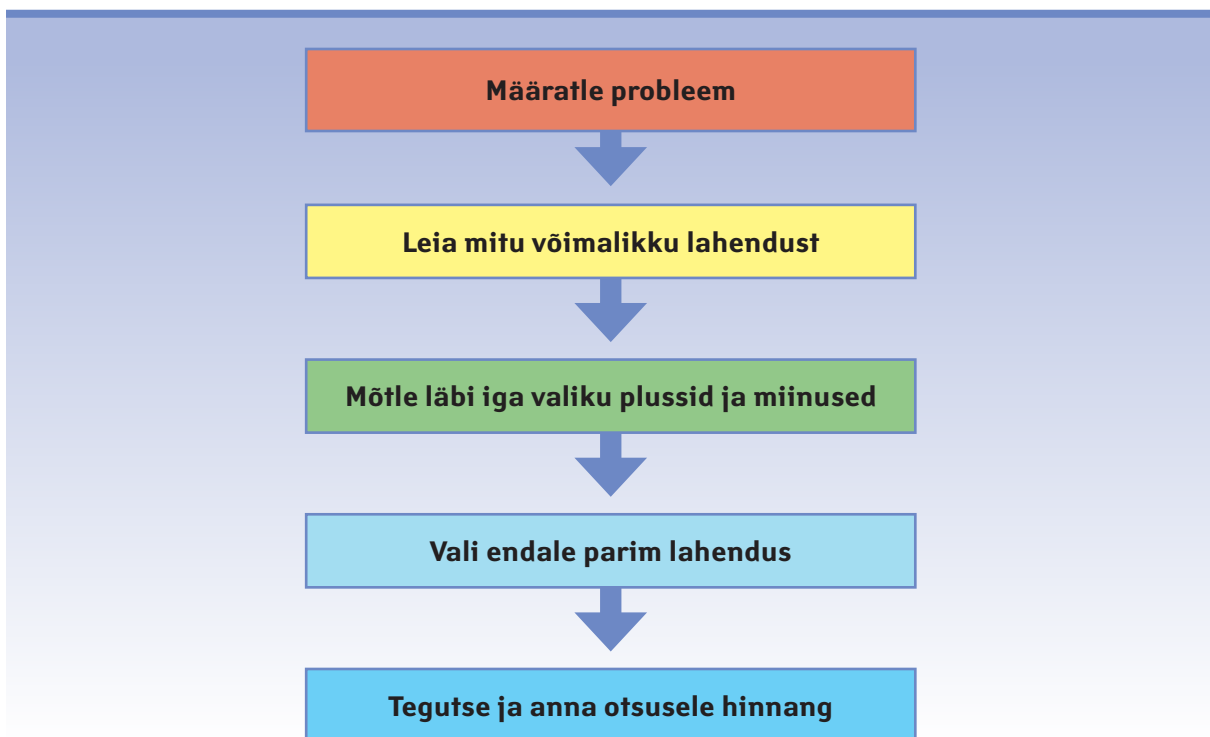 Määratle probleem
Leia mitu võimalikku lahendust
Mõtle läbi iga valiku plussid ja miinused
Vali endale parim lahendus
Tegutse ja anna otsusele hinnang